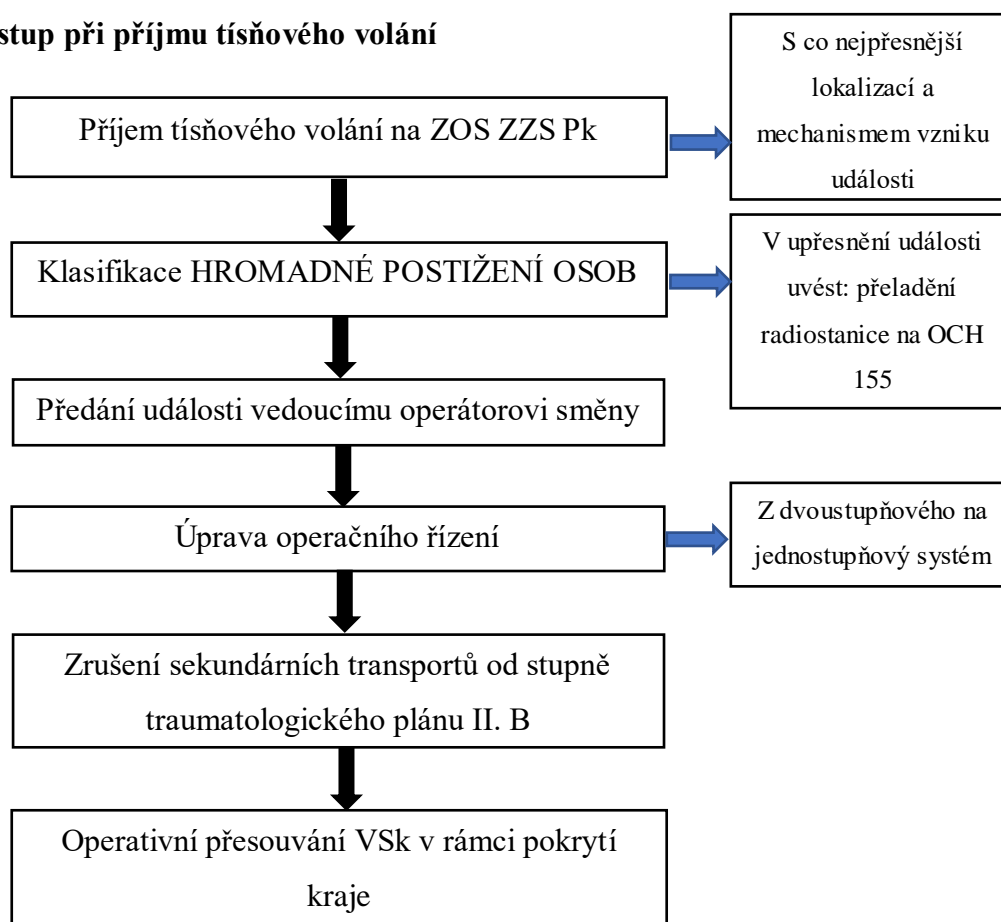 stup při příjmu tísňového volání
S co nejpřesnější
lokalizací a
mechanismem vzniku
události
Příjem tísňového volání na ZOS ZZS Pk
Klasifikace HROMADNÉ POSTIŽENÍ OSOB
V upřesnění události
uvést: přeladění
radiostanice na OCH
155
Předání události vedoucímu operátorovi směny
Úprava operačního řízení
Z dvoustupňového na
jednostupňový systém
Zrušení sekundárních transportů od stupně
traumatologického plánu II. B
Operativní přesouvání VSk v rámci pokrytí
kraje